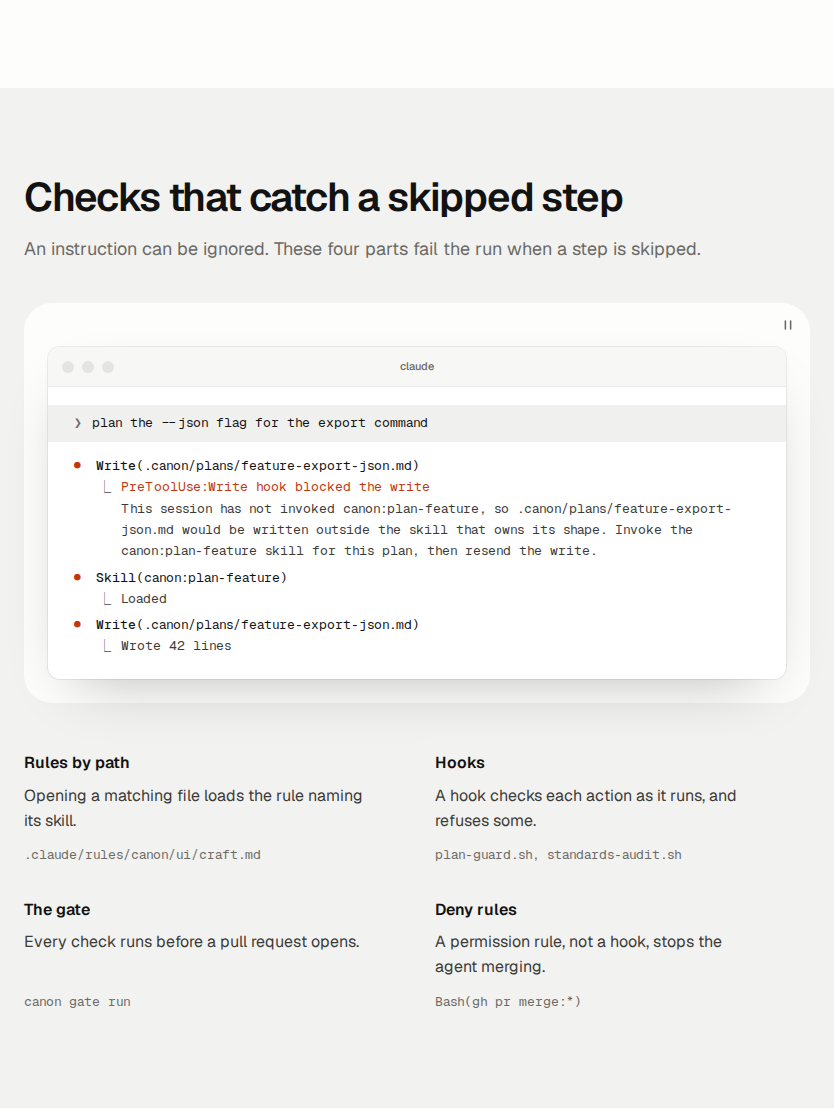 Checks that catch a skipped step
An instruction can be ignored. These four parts fail the run when a step is skipped.
claude
❯ plan the --json flag for the export command
● Write(.canon/plans/feature-export-json.md)
⎿ PreToolUse:Write hook blocked the write
This session has not invoked canon:plan-feature, so .canon/plans/feature-export-
json.md would be written outside the skill that owns its shape. Invoke the
canon:plan-feature skill for this plan, then resend the write.
● Skill(canon:plan-feature)
⎿ Loaded
● Write(.canon/plans/feature-export-json.md)
⎿ Wrote 42 lines
Rules by path
Opening a matching file loads the rule naming
its skill.
.claude/rules/canon/ui/craft.md
Hooks
A hook checks each action as it runs, and
refuses some.
plan-guard.sh, standards-audit.sh
The gate
Every check runs before a pull request opens.
canon gate run
Deny rules
A permission rule, not a hook, stops the
agent merging.
Bash(gh pr merge:*)